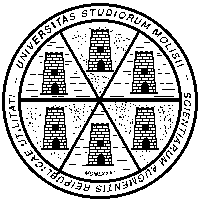 UNIVERSITAS STUDIORUM MOLISII
SCIENTIARUM AUGMENTIS REIPUBLICAE UTILITATI